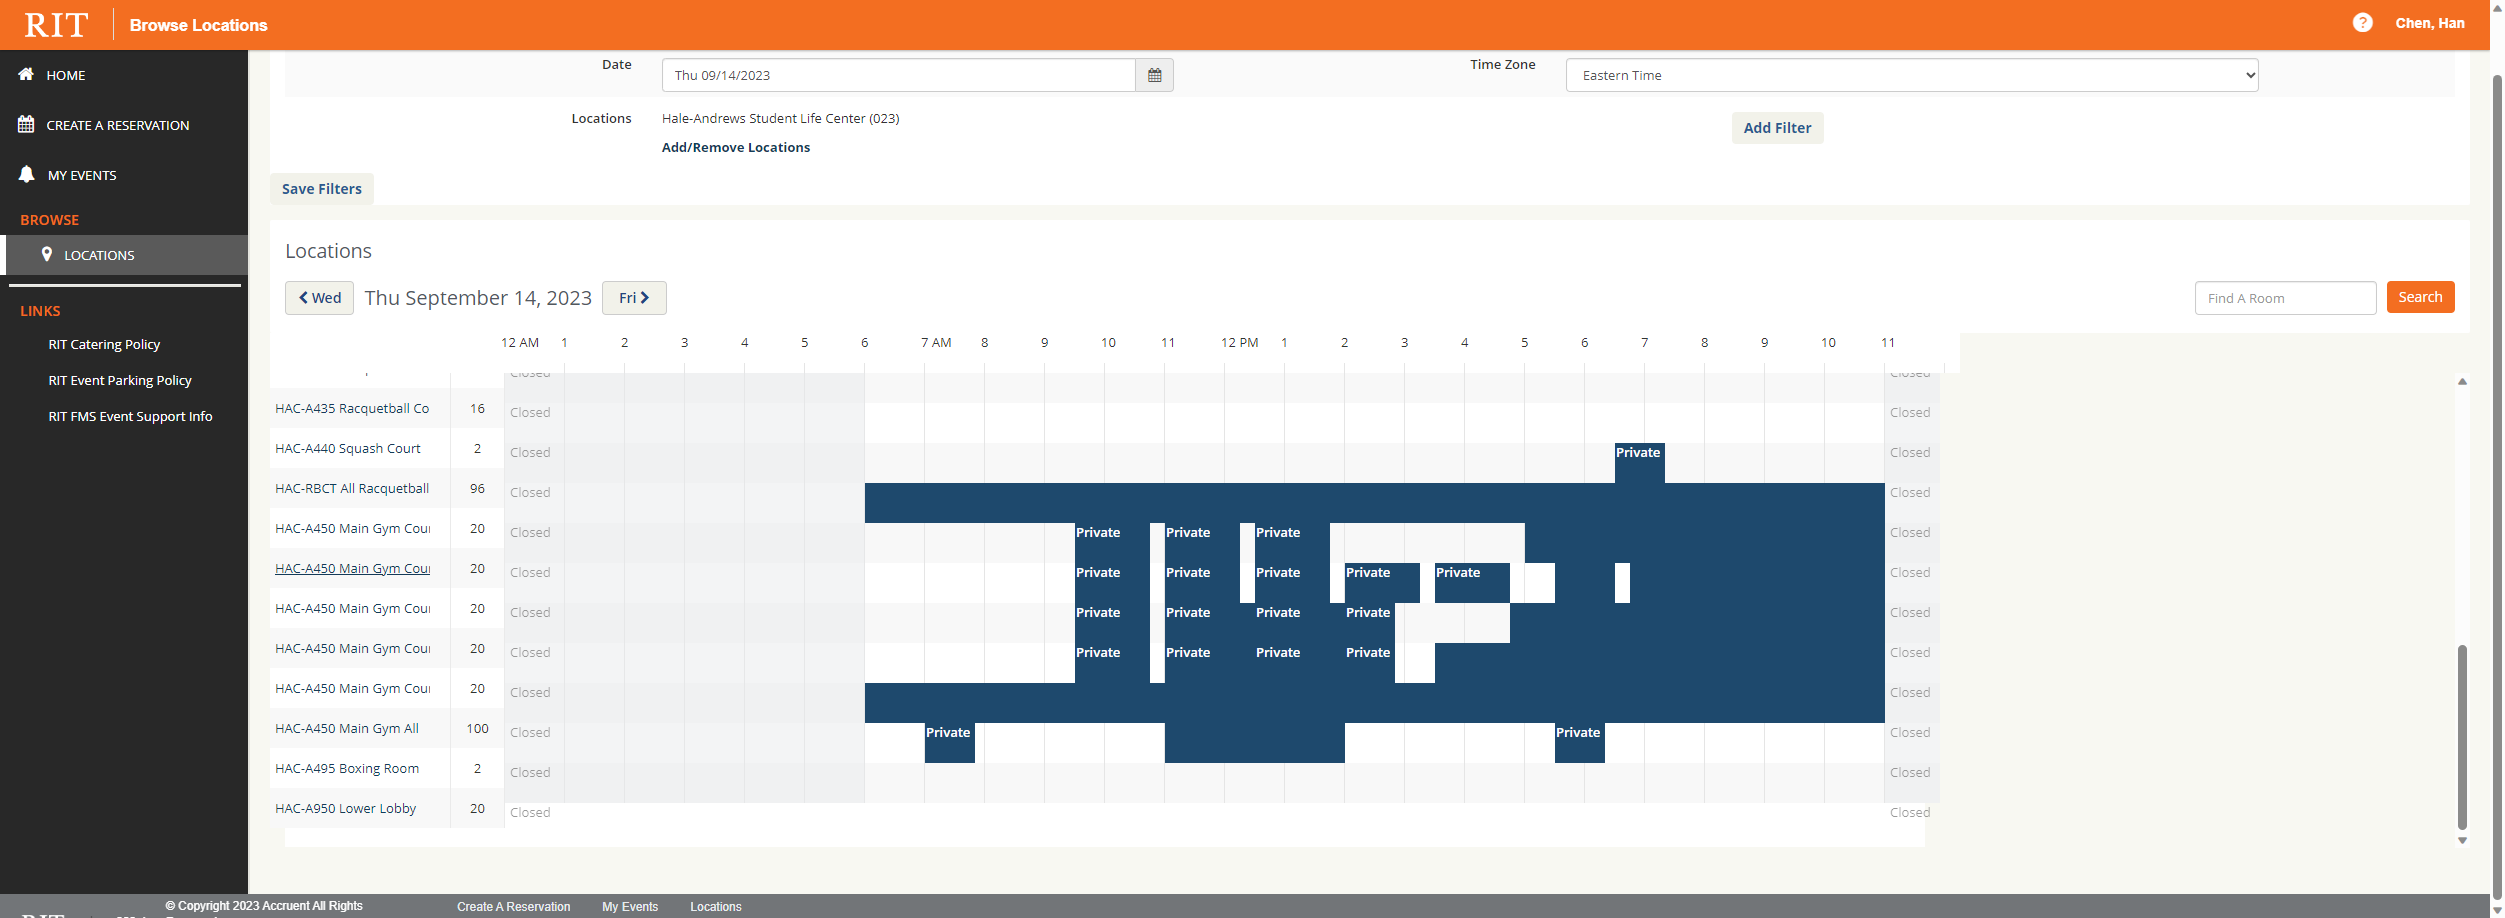 RIT
Browse Locations
?
Chen, Han
HOME
CREATE A RESERVATION
MY EVENTS
BROWSE
LOCATIONS
LINKS
RIT Catering Policy
RIT Event Parking Policy
RIT FMS Event Support Info
Date
Thu 09/14/2023
Time Zone
Eastern Time
Locations
Hale-Andrews Student Life Center (023)
Add/Remove Locations
Add Filter
Save Filters
Locations
Wed
Thu September 14, 2023
Fri
Find A Room
Search
12 AM 1 2 3 4 5 6 7 AM 8 9 10 11 12 PM 1 2 3 4 5 6 7 8 9 10 11
Closed Closed
HAC-A435 Racquetball Co 16 Closed Closed
HAC-A440 Squash Court 2 Closed Private Closed
HAC-RBCT All Racquetball 96 Closed Closed
HAC-A450 Main Gym Cour 20 Closed Private Private Private Closed
HAC-A450 Main Gym Cour 20 Closed Private Private Private Private Private Closed
HAC-A450 Main Gym Cour 20 Closed Private Private Private Private Closed
HAC-A450 Main Gym Cour 20 Closed Private Private Private Private Closed
HAC-A450 Main Gym Cour 20 Closed Closed
HAC-A450 Main Gym All 100 Closed Private Private Closed
HAC-A495 Boxing Room 2 Closed Closed
HAC-A950 Lower Lobby 20 Closed Closed
© Copyright 2023 Accruent All Rights
Create A Reservation
My Events
Locations
RIT